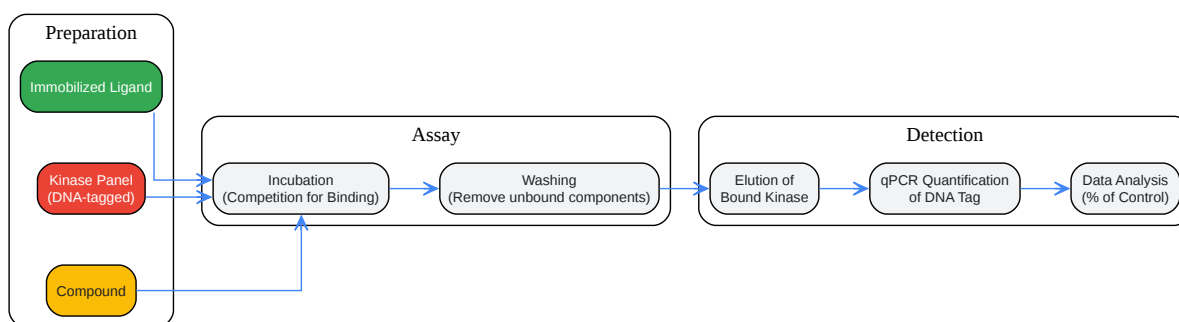 Preparation
Immobilized Ligand
Kinase Panel
(DNA-tagged)
Compound
Assay
Incubation
(Competition for Binding)
Washing
(Remove unbound components)
Detection
Elution of
Bound Kinase
qPCR Quantification
of DNA Tag
Data Analysis
(% of Control)